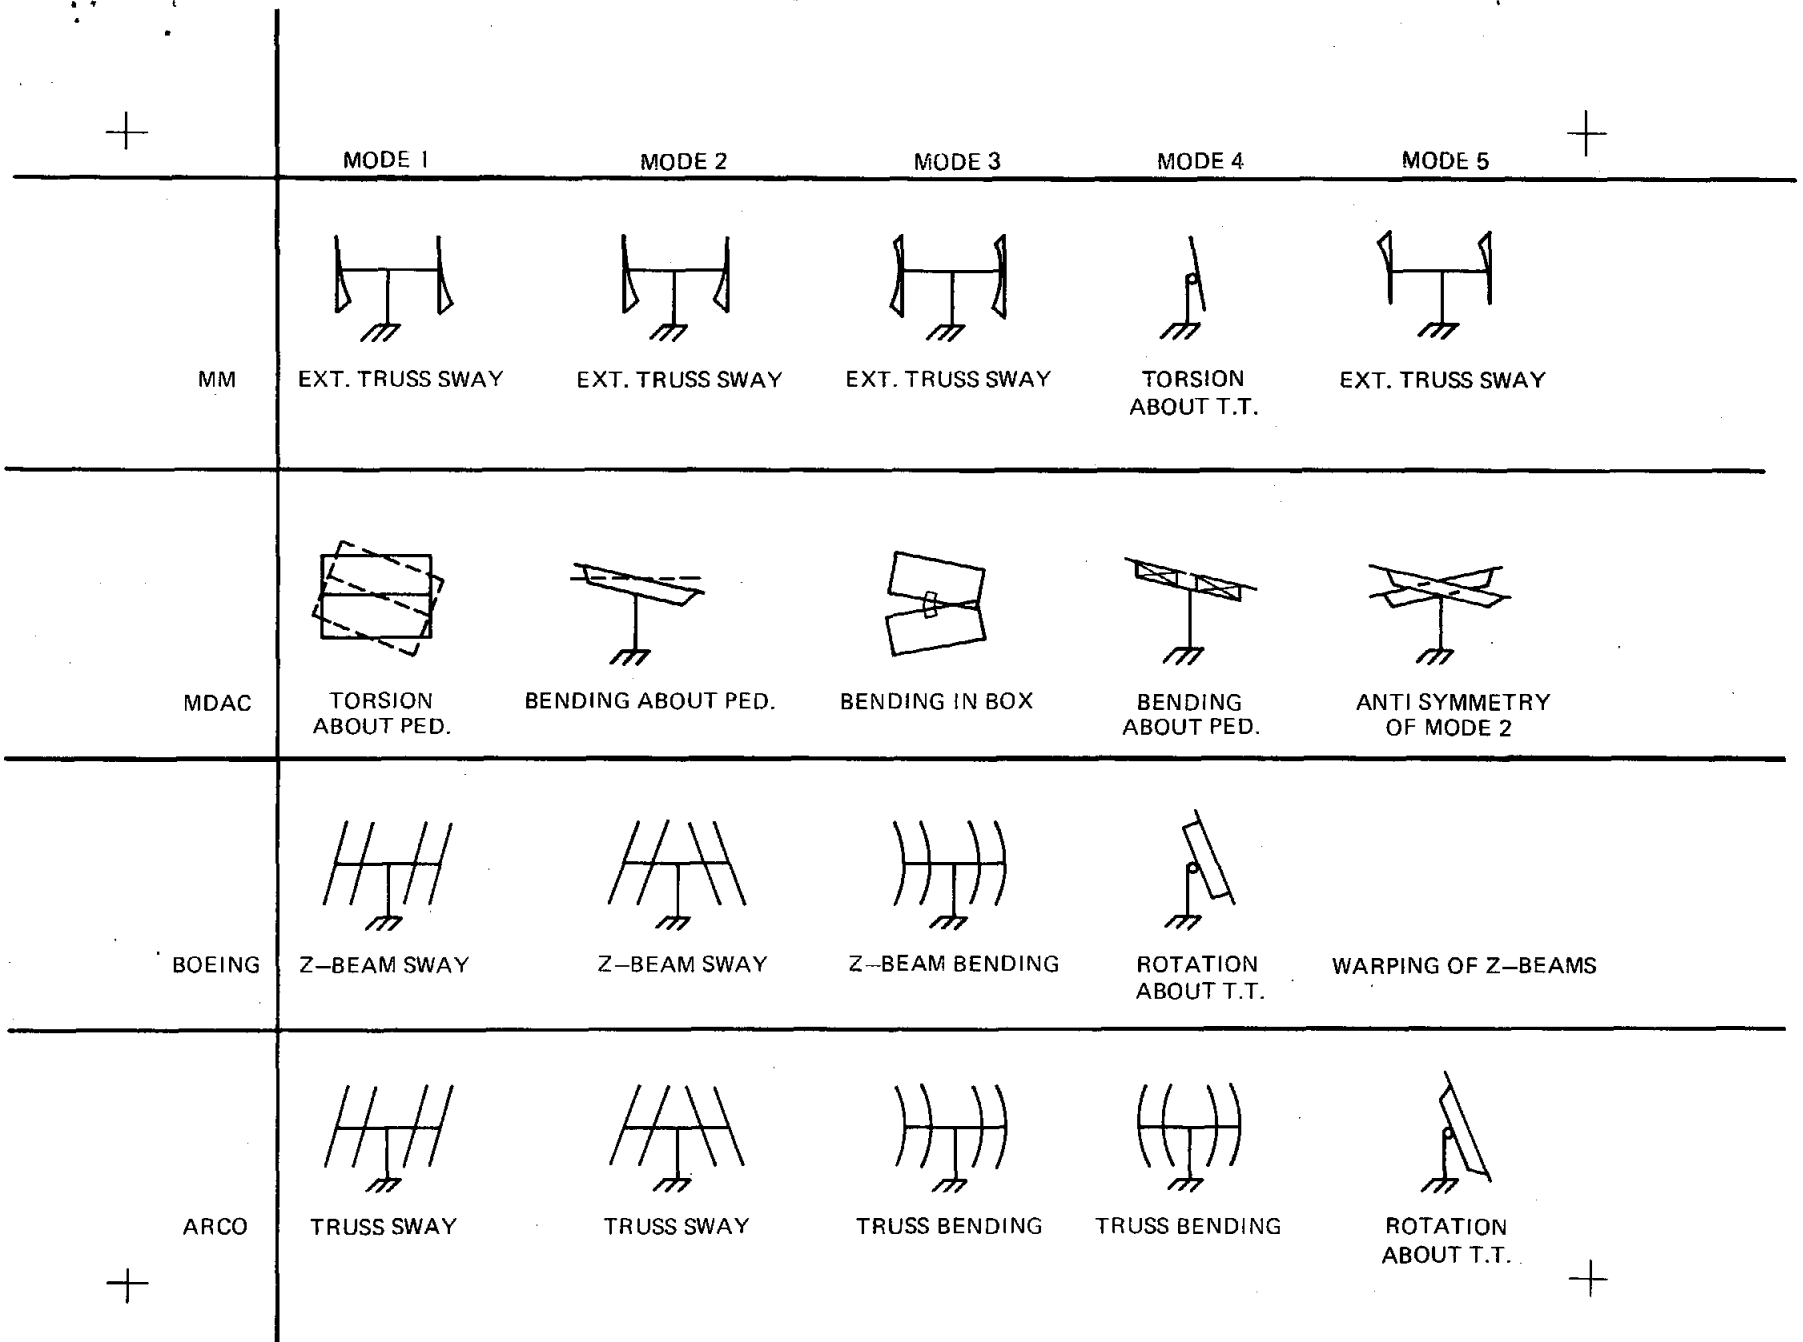 MODE 1 MODE 2 MODE 3 MODE 4 MODE 5
MM EXT. TRUSS SWAY EXT. TRUSS SWAY EXT. TRUSS SWAY TORSION EXT. TRUSS SWAY
ABOUT T.T.
MDAC TORSION BENDING ABOUT PED. BENDING IN BOX BENDING ANTI SYMMETRY
ABOUT PED. ABOUT PED. OF MODE 2
BOEING Z–BEAM SWAY Z–BEAM SWAY Z–BEAM BENDING ROTATION WARPING OF Z–BEAMS
ABOUT T.T.
ARCO TRUSS SWAY TRUSS SWAY TRUSS BENDING TRUSS BENDING ROTATION
ABOUT T.T.